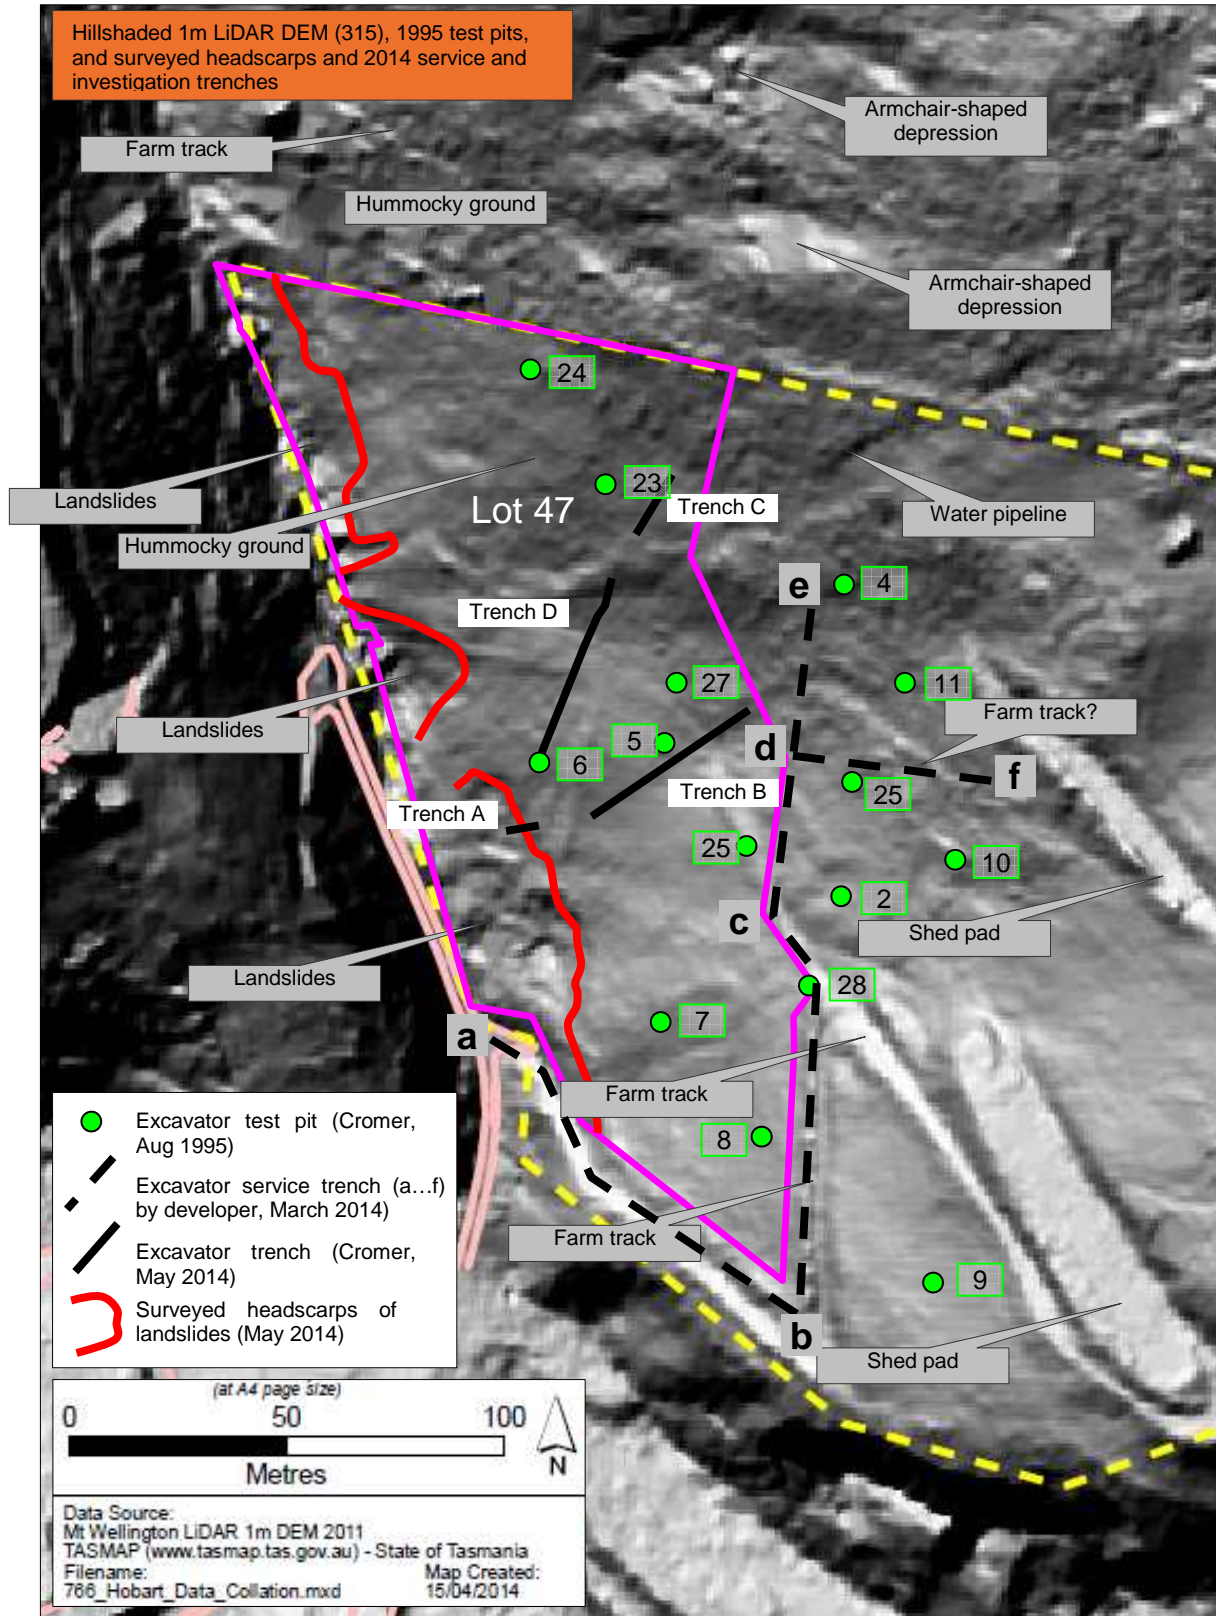 Hillshaded 1m LiDAR DEM (315), 1995 test pits,
and surveyed headscarps and 2014 service and
investigation trenches
Armchair-shaped
depression
Farm track
Hummocky ground
Armchair-shaped
depression
24
Landslides
23
Lot 47
Trench C
Water pipeline
Hummocky ground
e
4
Trench D
27
11
Farm track?
Landslides
5
d
6
f
Trench B
25
Trench A
25
10
2
c
Shed pad
Landslides
28
7
a
Farm track
8
Farm track
9
b
Shed pad
Excavator test pit (Cromer,
Aug 1995)
Excavator service trench (a...f)
by developer, March 2014)
Excavator trench (Cromer,
May 2014)
Surveyed headscarps of
landslides (May 2014)
(at A4 page size)
0 50 100
Metres
N
Data Source:
Mt Wellington LiDAR 1m DEM 2011
TASMAP (www.tasmap.tas.gov.au) - State of Tasmania
Filename: Map Created:
766_Hobart_Data_Collation.mxd 15/04/2014